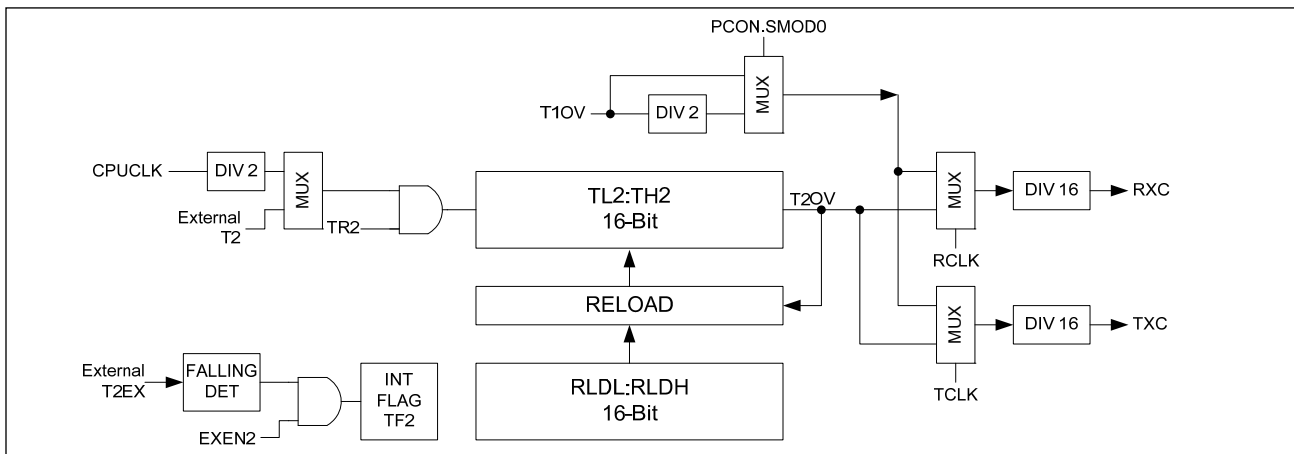 PCON.SMOD0
MUX
T1OV
DIV 2
CPUCLK
DIV 2
MUX
External
T2
TR2
TL2:TH2
16-Bit
T2OV
MUX
DIV 16
RXC
RCLK
RELOAD
MUX
DIV 16
TXC
TCLK
External
T2EX
FALLING
DET
EXEN2
INT
FLAG
TF2
RLDL:RLDH
16-Bit